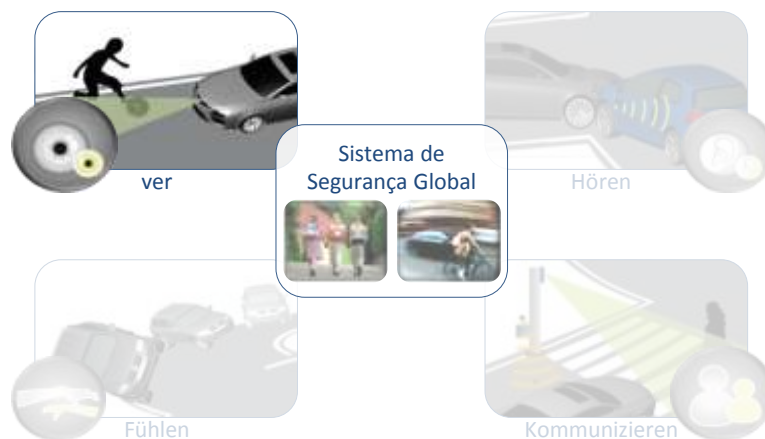 ver
Sistema de
Segurança Global
Hören
Fühlen
Kommunizieren